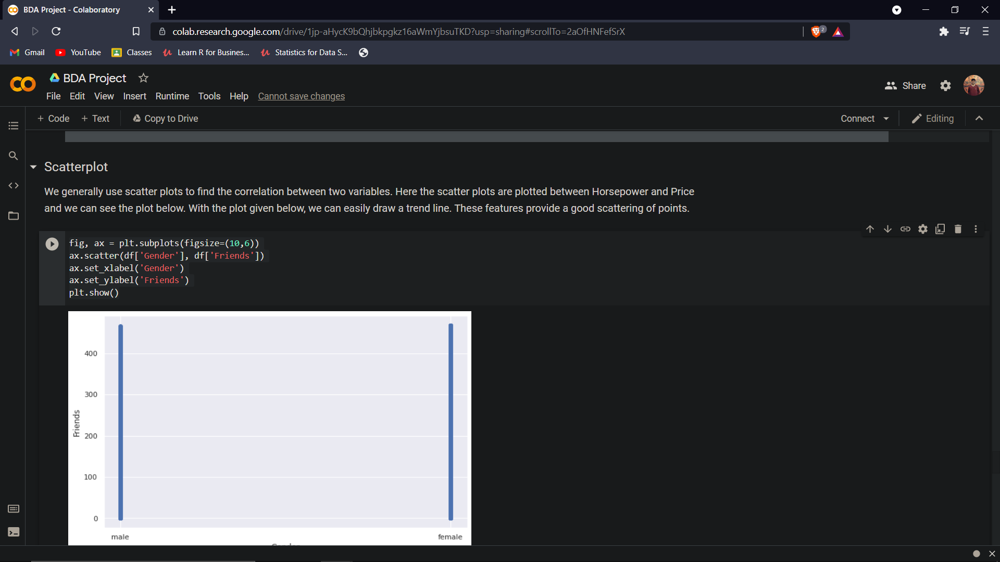 BDA Project - Colaboratory
colab.research.google.com/drive/1jp-aHycK9bQhjbkpgkz16aWmYjbsuTKD?usp=sharing#scrollTo=2aOfHNFefSrX
2
Gmail YouTube Classes Learn R for Busines... Statistics for Data S...
BDA Project
Share
File Edit View Insert Runtime Tools Help Cannot save changes
+ Code + Text Copy to Drive Connect Editing
Scatterplot
We generally use scatter plots to find the correlation between two variables. Here the scatter plots are plotted between Horsepower and Price
and we can see the plot below. With the plot given below, we can easily draw a trend line. These features provide a good scattering of points.
fig, ax = plt.subplots(figsize=(10,6))
ax.scatter(df['Gender'], df['Friends'])
ax.set_xlabel('Gender')
ax.set_ylabel('Friends')
plt.show()
400
300
Friends
200
100
0
male female